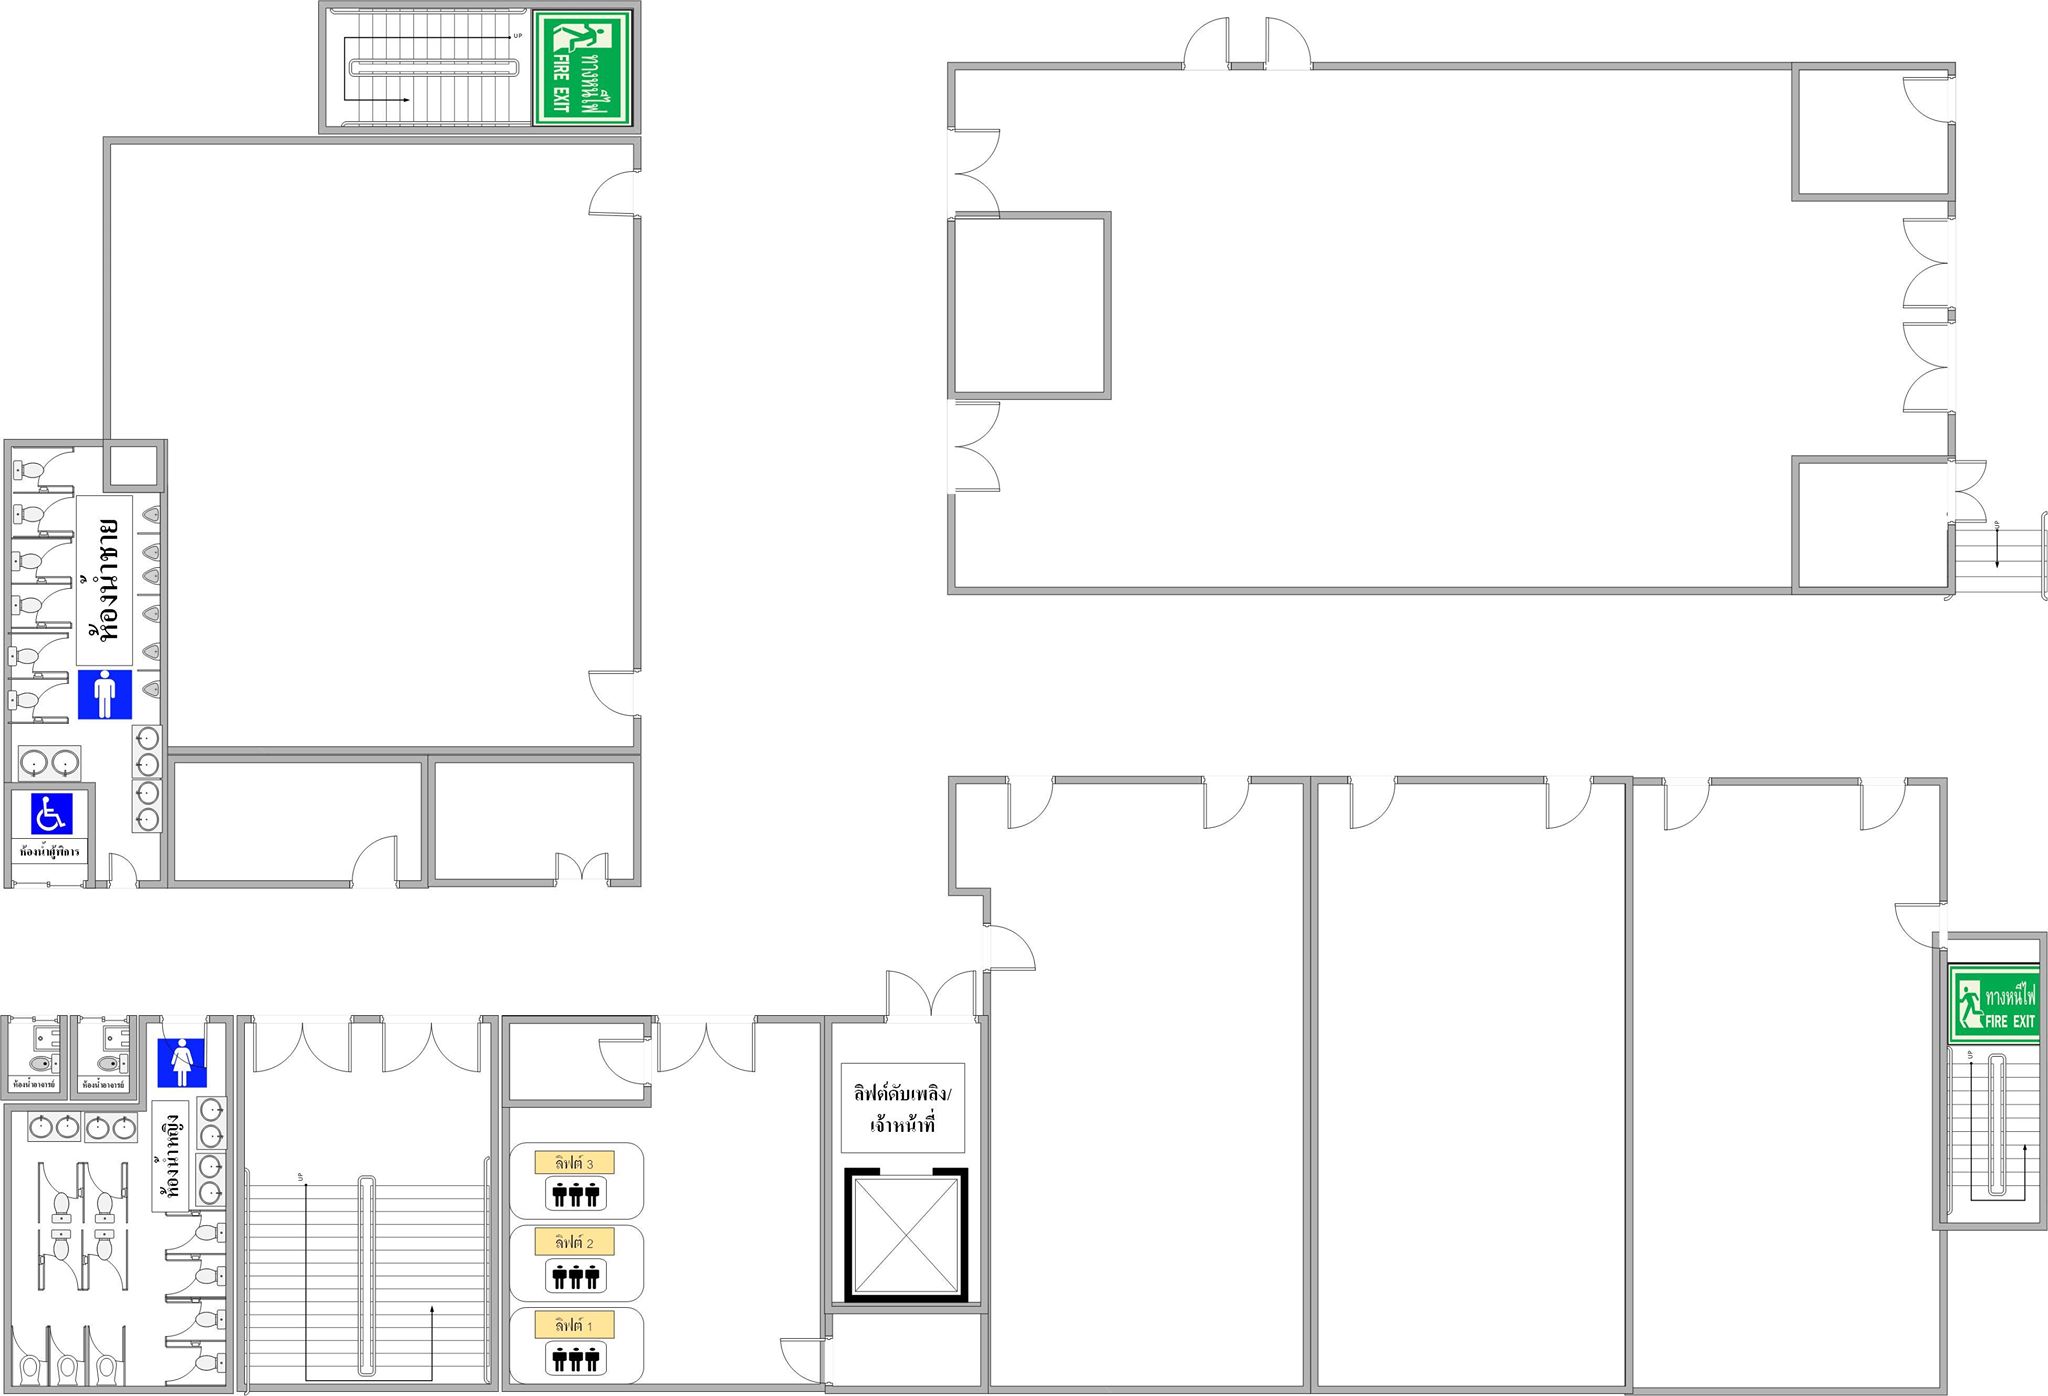 UP
ทางหนีไฟ
FIRE EXIT
ห้องน้ำชาย
ห้องน้ำผู้พิการ
UP
ห้องน้ำอาจารย์
ห้องน้ำอาจารย์
ห้องน้ำหญิง
UP
ลิฟต์ 3
ลิฟต์ 2
ลิฟต์ 1
ลิฟต์ดับเพลิง/
เจ้าหน้าที่
ทางหนีไฟ
FIRE EXIT
UP